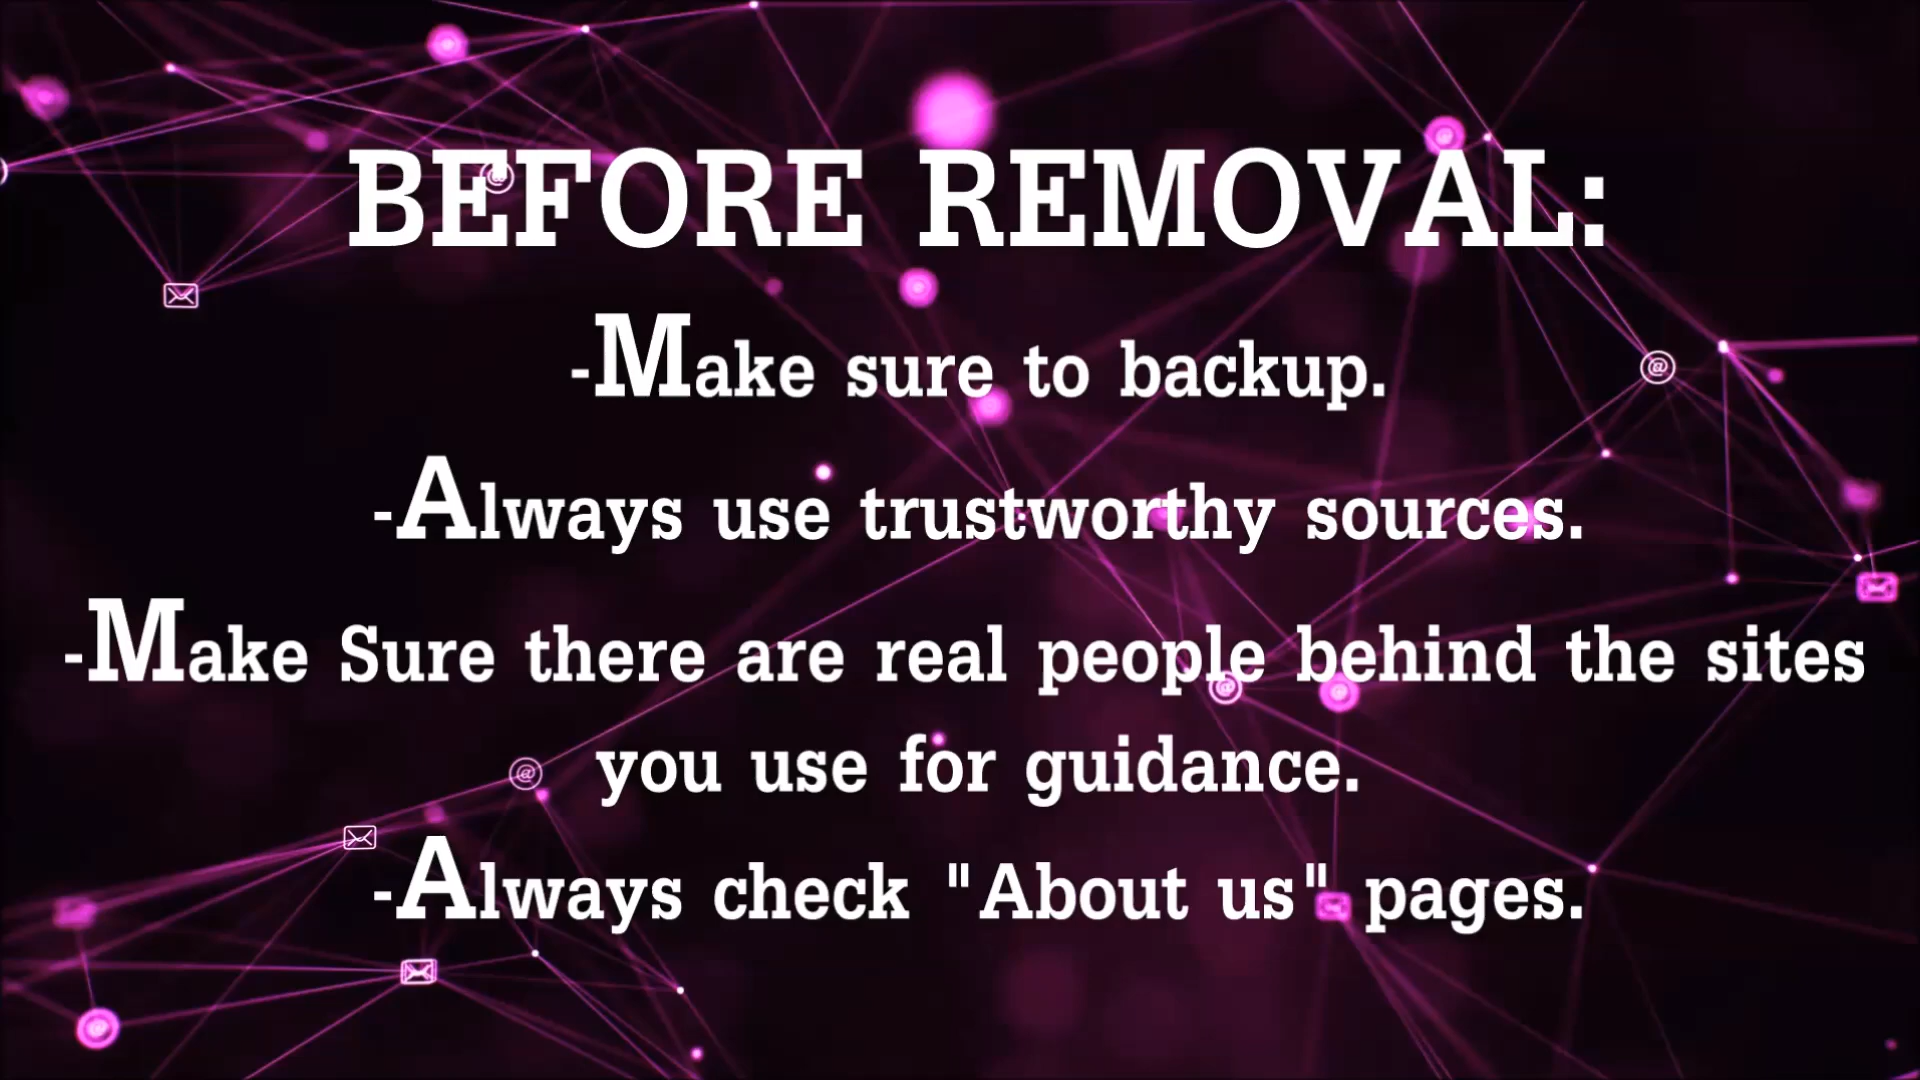 BEFORE REMOVAL:
-Make sure to backup.
-Always use trustworthy sources.
-Make Sure there are real people behind the sites
you use for guidance.
-Always check "About us" pages.